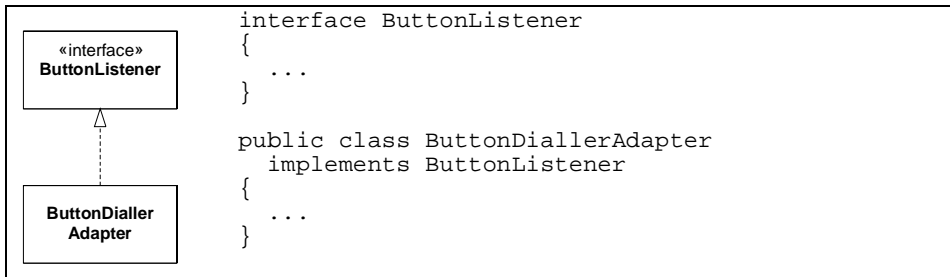 «interface»
ButtonListener
ButtonDialler
Adapter
interface ButtonListener
{
  ...
}
public class ButtonDiallerAdapter
  implements ButtonListener
{
  ...
}